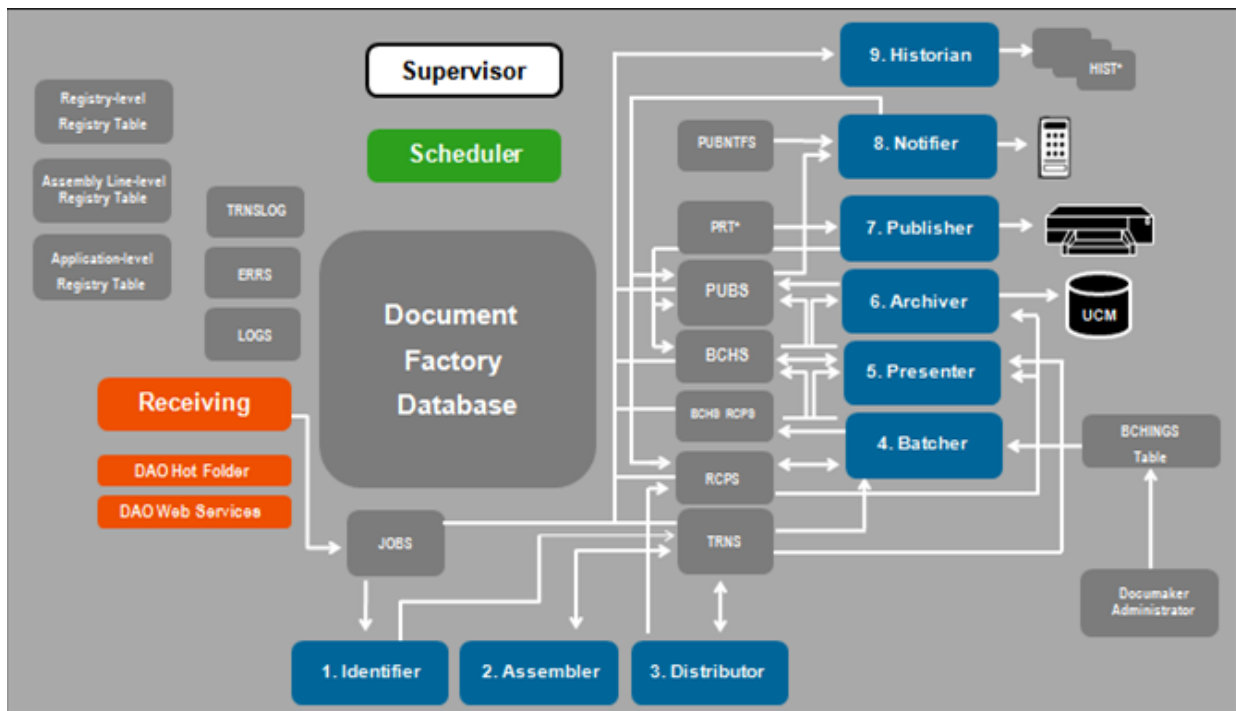 Supervisor
Scheduler
Registry-level
Registry Table
Assembly Line-level
Registry Table
Application-level
Registry Table
TRNSLOG
ERRS
LOGS
Document
Factory
Database
Receiving
DAO Hot Folder
DAO Web Services
JOBS
1. Identifier
2. Assembler
3. Distributor
PUBNTFS
PRT*
PUBS
BCHS
BCHS RCPS
RCPS
TRNS
9. Historian
HIST*
8. Notifier
7. Publisher
6. Archiver
UCM
5. Presenter
4. Batcher
BCHINGS
Table
Documaker
Administrator